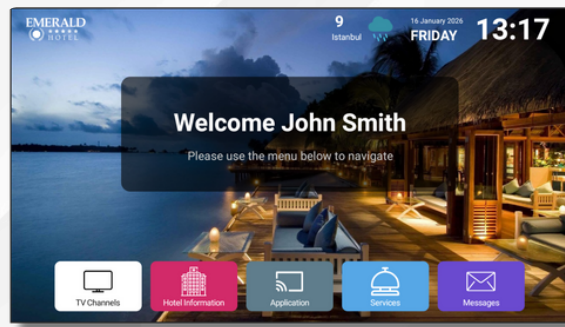 EMERALD
HOTEL
9
Istanbul
16 January 2026
FRIDAY
13:17
Welcome John Smith
Please use the menu below to navigate
TV Channels
Hotel Information
Application
Services
Messages